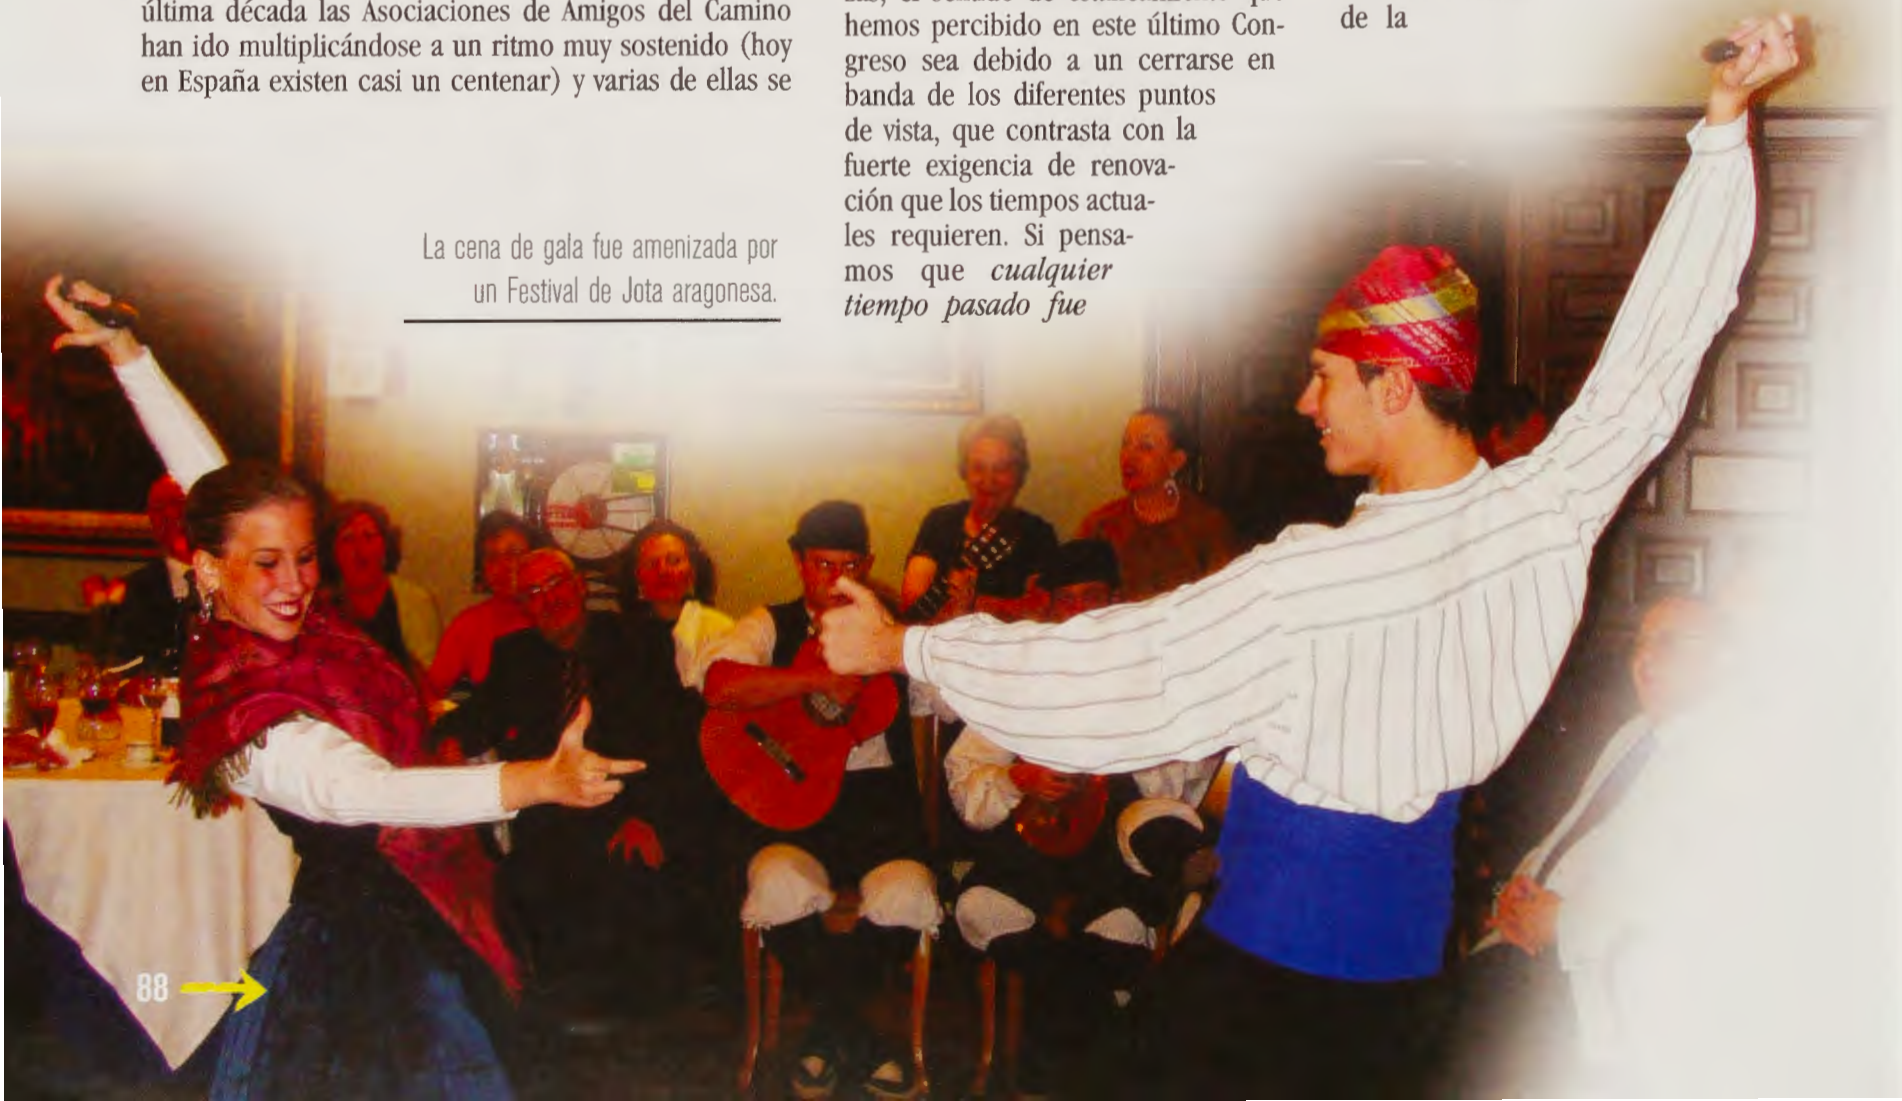 última década las Asociaciones de Amigos del Camino
han ido multiplicándose a un ritmo muy sostenido (hoy
en España existen casi un centenar) y varias de ellas se
La cena de gala fue amenizada por
un Festival de Jota aragonesa.
hemos percibido en este último Con-
greso sea debido a un cerrarse en
banda de los diferentes puntos
de vista, que contrasta con la
fuerte exigencia de renova-
ción que los tiempos actua-
les requieren. Si pensa-
mos que cualquier
tiempo pasado fue
de la
88